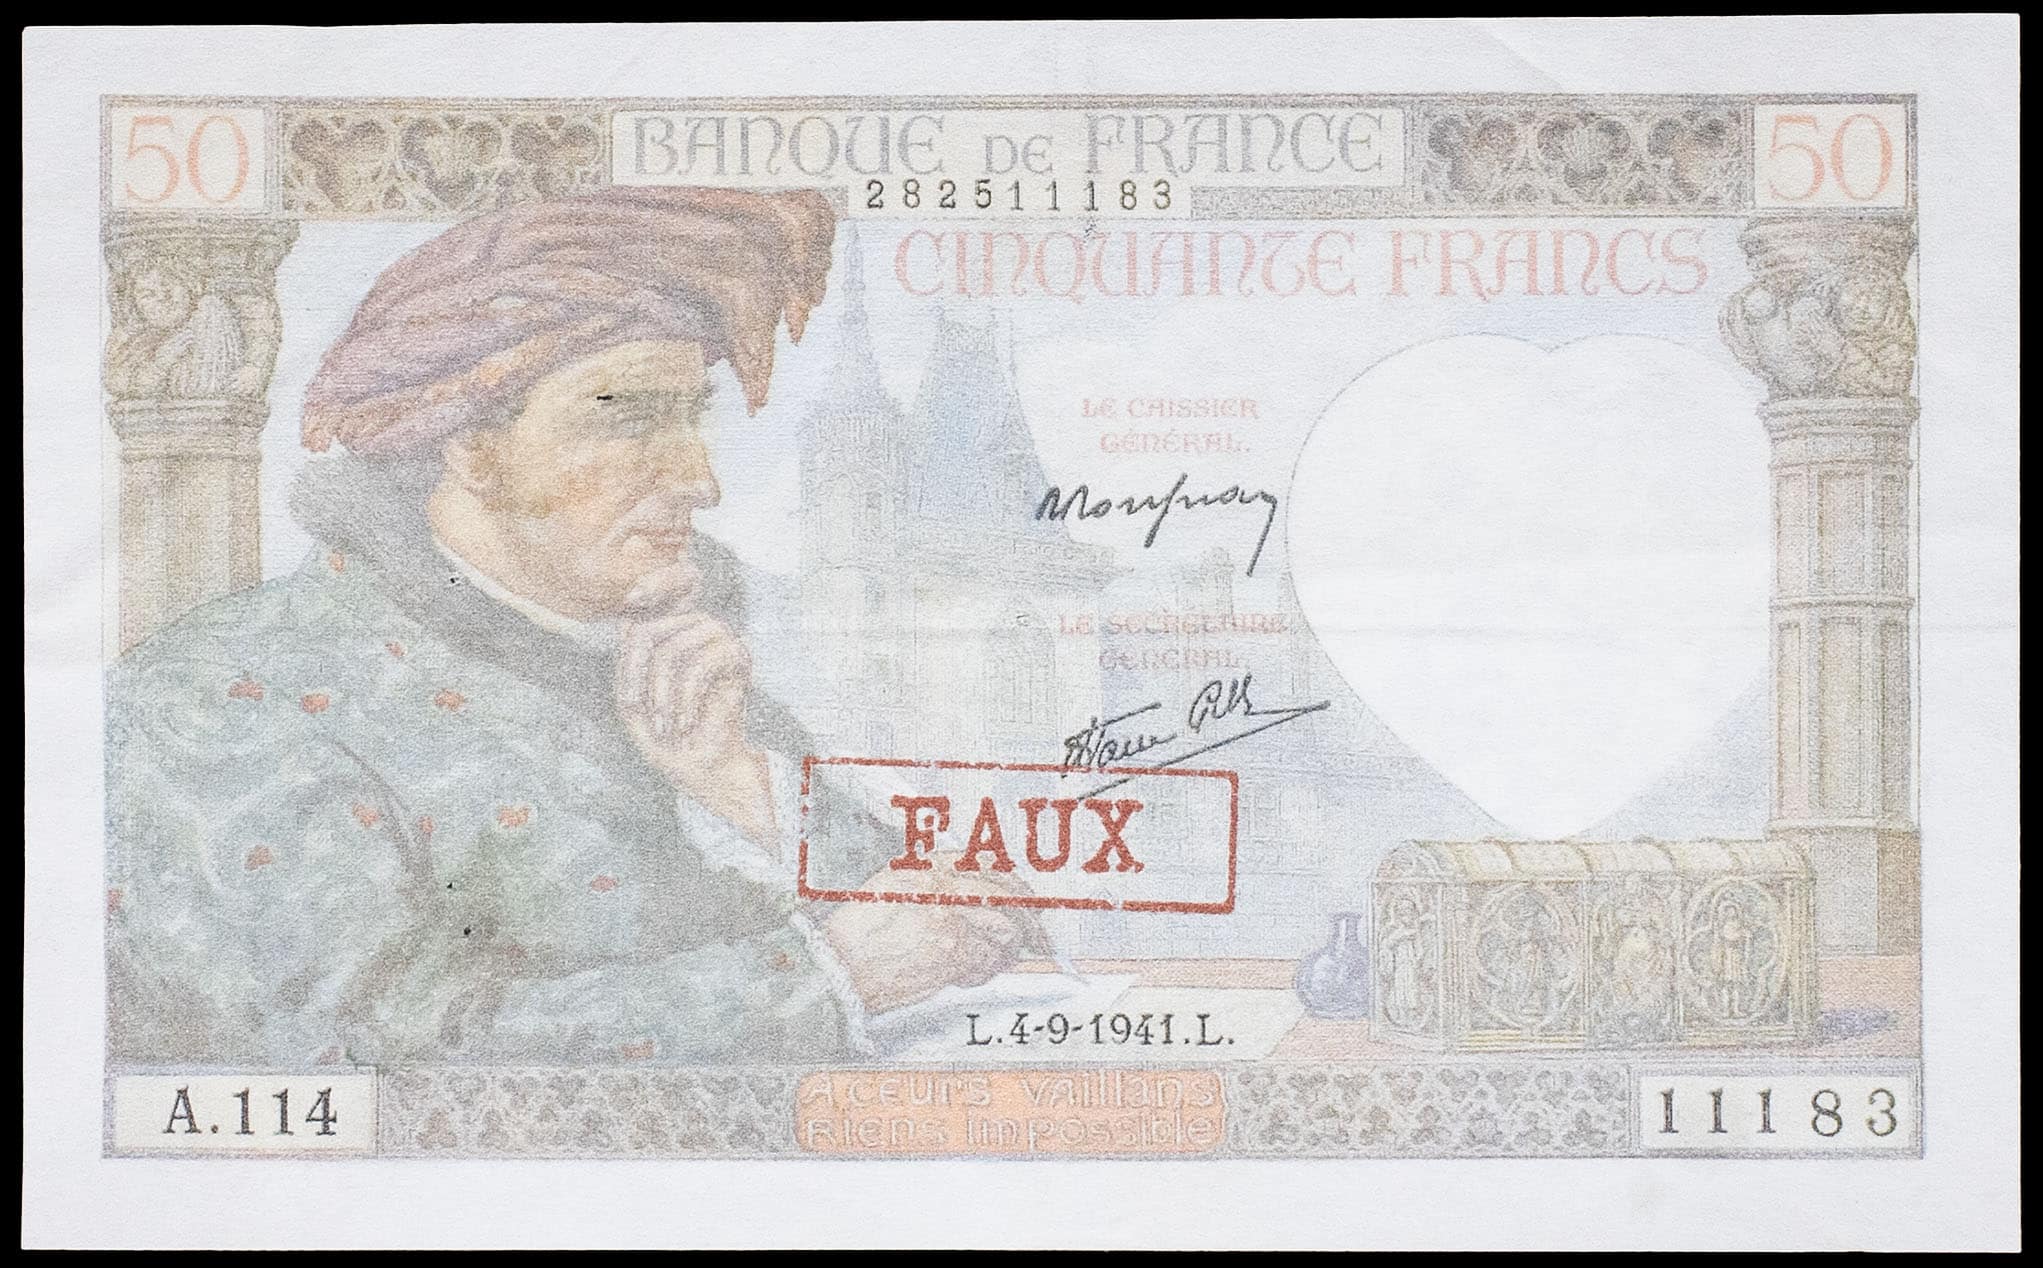 50 BANQUE DE FRANCE 50
282511183
CINQUANTE FRANCS
LE CAISSIER
GÉNÉRAL.
LE SECRÉTAIRE
GÉNÉRAL.
FAUX
L.4-9-1941.L.
A.114
A CŒURS VAILLANS
RIENS IMPOSSIBLE
11183